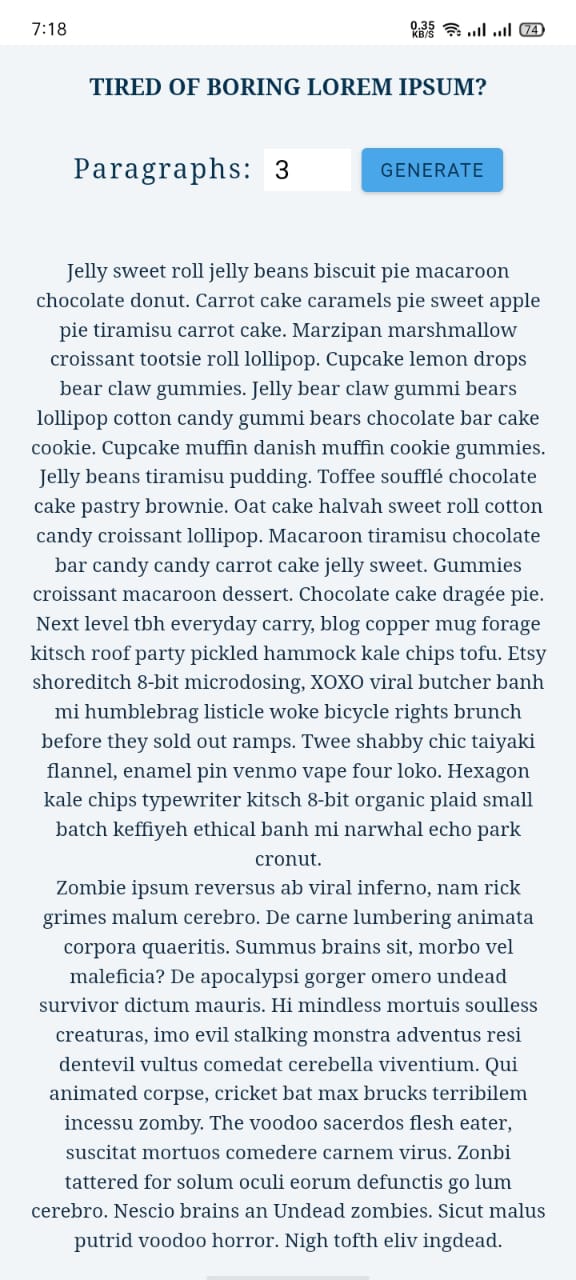 7:18
0.35
KB/S
74
TIRED OF BORING LOREM IPSUM?
Paragraphs: 3 GENERATE
Jelly sweet roll jelly beans biscuit pie macaroon
chocolate donut. Carrot cake caramels pie sweet apple
pie tiramisu carrot cake. Marzipan marshmallow
croissant tootsie roll lollipop. Cupcake lemon drops
bear claw gummies. Jelly bear claw gummi bears
lollipop cotton candy gummi bears chocolate bar cake
cookie. Cupcake muffin danish muffin cookie gummies.
Jelly beans tiramisu pudding. Toffee soufflé chocolate
cake pastry brownie. Oat cake halvah sweet roll cotton
candy croissant lollipop. Macaroon tiramisu chocolate
bar candy candy carrot cake jelly sweet. Gummies
croissant macaroon dessert. Chocolate cake dragée pie.
Next level tbh everyday carry, blog copper mug forage
kitsch roof party pickled hammock kale chips tofu. Etsy
shoreditch 8-bit microdosing, XOXO viral butcher banh
mi humblebrag listicle woke bicycle rights brunch
before they sold out ramps. Twee shabby chic taiyaki
flannel, enamel pin venmo vape four loko. Hexagon
kale chips typewriter kitsch 8-bit organic plaid small
batch keffiyeh ethical banh mi narwhal echo park
cronut.
Zombie ipsum reversus ab viral inferno, nam rick
grimes malum cerebro. De carne lumbering animata
corpora quaeritis. Summus brains sit, morbo vel
maleficia? De apocalypsi gorger omero undead
survivor dictum mauris. Hi mindless mortuis soulless
creaturas, imo evil stalking monstra adventus resi
dentevil vultus comedat cerebella viventium. Qui
animated corpse, cricket bat max brucks terribilem
incessu zomby. The voodoo sacerdos flesh eater,
suscitat mortuos comedere carnem virus. Zonbi
tattered for solum oculi eorum defunctis go lum
cerebro. Nescio brains an Undead zombies. Sicut malus
putrid voodoo horror. Nigh tofth eliv ingdead.